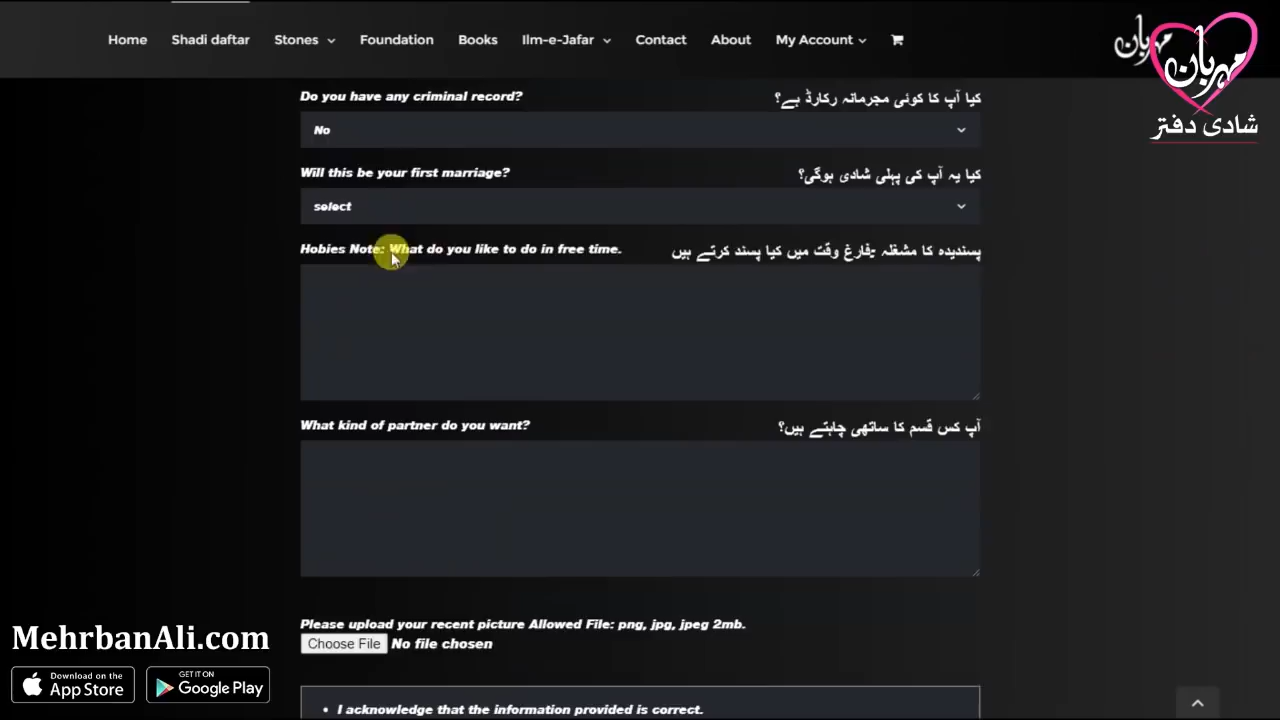 Home Shadi daftar Stones Foundation Books Ilm-e-Jafar Contact About My Account
مہربان
مہربان
شادی دفتر
Do you have any criminal record? کیا آپ کا کوئی مجرمانہ رکارڈ ہے؟
No
Will this be your first marriage? کیا یہ آپ کی پہلی شادی ہوگی؟
select
Hobies Note: What do you like to do in free time. پسندیدہ کا مشغلہ -فارغ وقت میں کیا پسند کرتے ہیں
What kind of partner do you want? آپ کس قسم کا ساتھی چاہتے ہیں؟
Please upload your recent picture Allowed File: png, jpg, jpeg 2mb.
Choose File No file chosen
MehrbanAli.com
Download on the App Store
GET IT ON Google Play
• I acknowledge that the information provided is correct.